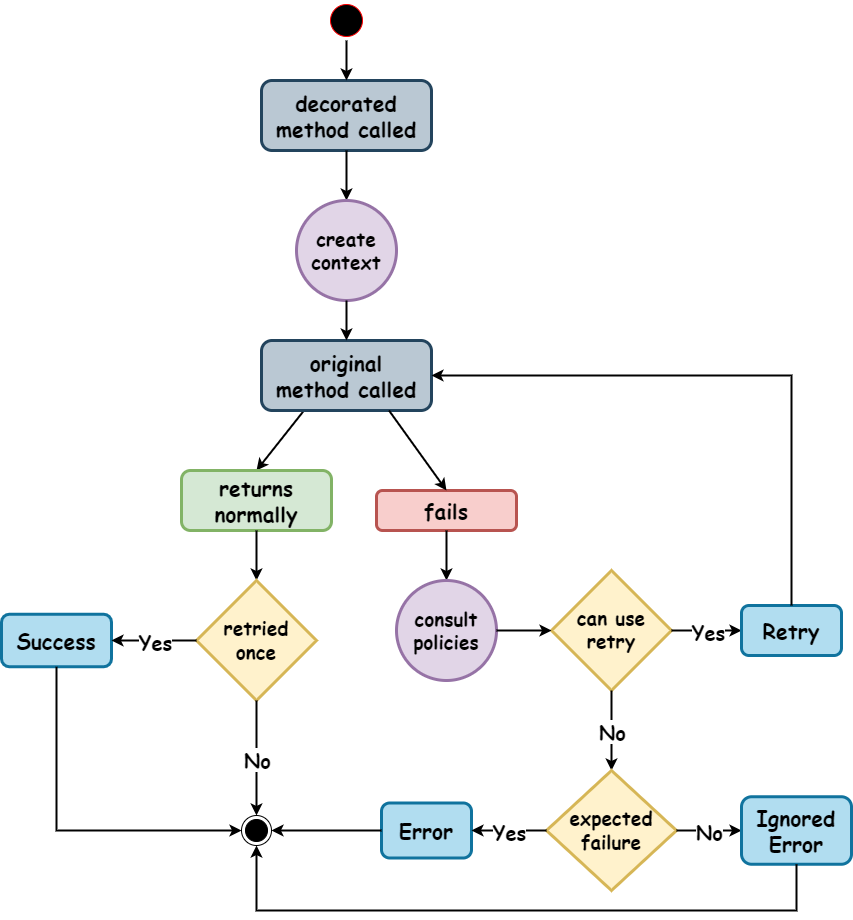 decorated
method called
create
context
original
method called
returns
normally
fails
retried
once
Yes
Success
No
consult
policies
can use
retry
Yes
Retry
No
expected
failure
Yes
Error
No
Ignored
Error